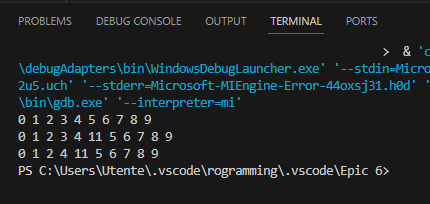 PROBLEMS DEBUG CONSOLE OUTPUT TERMINAL PORTS
> & 'c
\debugAdapters\bin\WindowsDebugLauncher.exe' '--stdin=Micro
2u5.uch' '--stderr=Microsoft-MIEngine-Error-44oxsj31.h0d' '
\bin\gdb.exe' '--interpreter=mi'
0 1 2 3 4 5 6 7 8 9
0 1 2 3 4 11 5 6 7 8 9
0 1 2 4 11 5 6 7 8 9
PS C:\Users\Utente\.vscode\rogramming\.vscode\Epic 6>